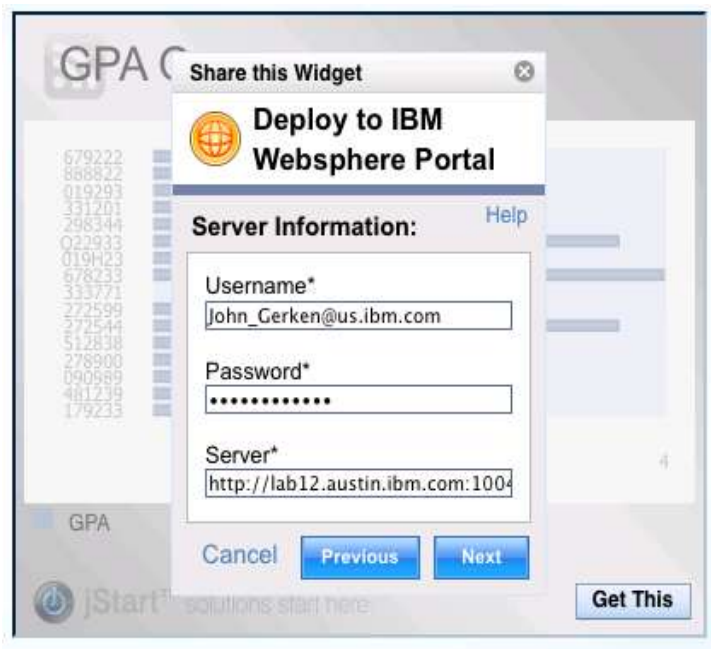 GPA
Share this Widget
Deploy to IBM
Websphere Portal
Server Information:
Help
Username*
John_Gerken@us.ibm.com
Password*
••••••••••••
Server*
http://lab12.austin.ibm.com:1004
Cancel
Previous
Next
679222
888822
019293
331201
298344
O22933
019H23
678233
333771
272599
272544
512838
278900
090989
481239
179233
4
GPA
jStart
solutions start here
Get This